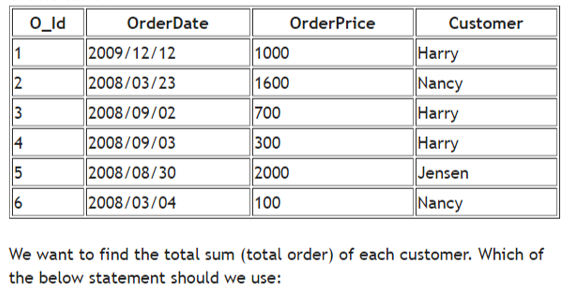 O_Id OrderDate OrderPrice Customer
1 2009/12/12 1000 Harry
2 2008/03/23 1600 Nancy
3 2008/09/02 700 Harry
4 2008/09/03 300 Harry
5 2008/08/30 2000 Jensen
6 2008/03/04 100 Nancy
We want to find the total sum (total order) of each customer. Which of
the below statement should we use: